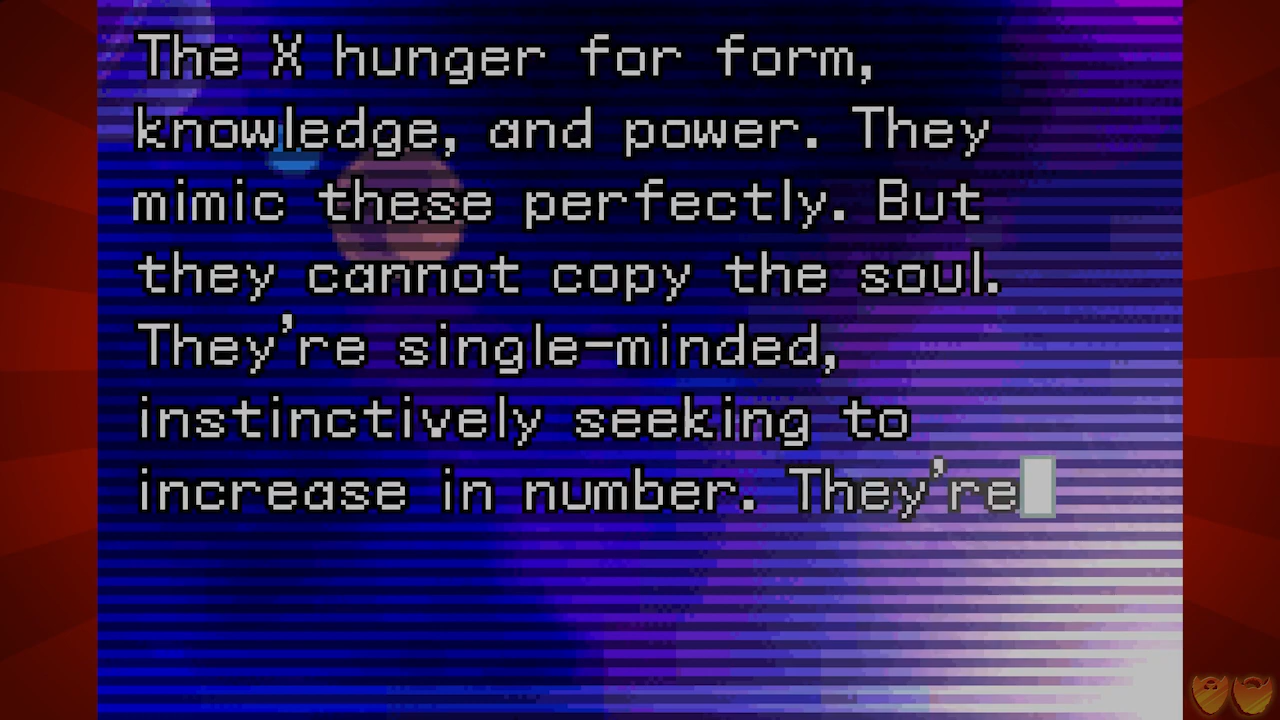 The X hunger for form,
knowledge, and power. They
mimic these perfectly. But
they cannot copy the soul.
They're single-minded,
instinctively seeking to
increase in number. They're